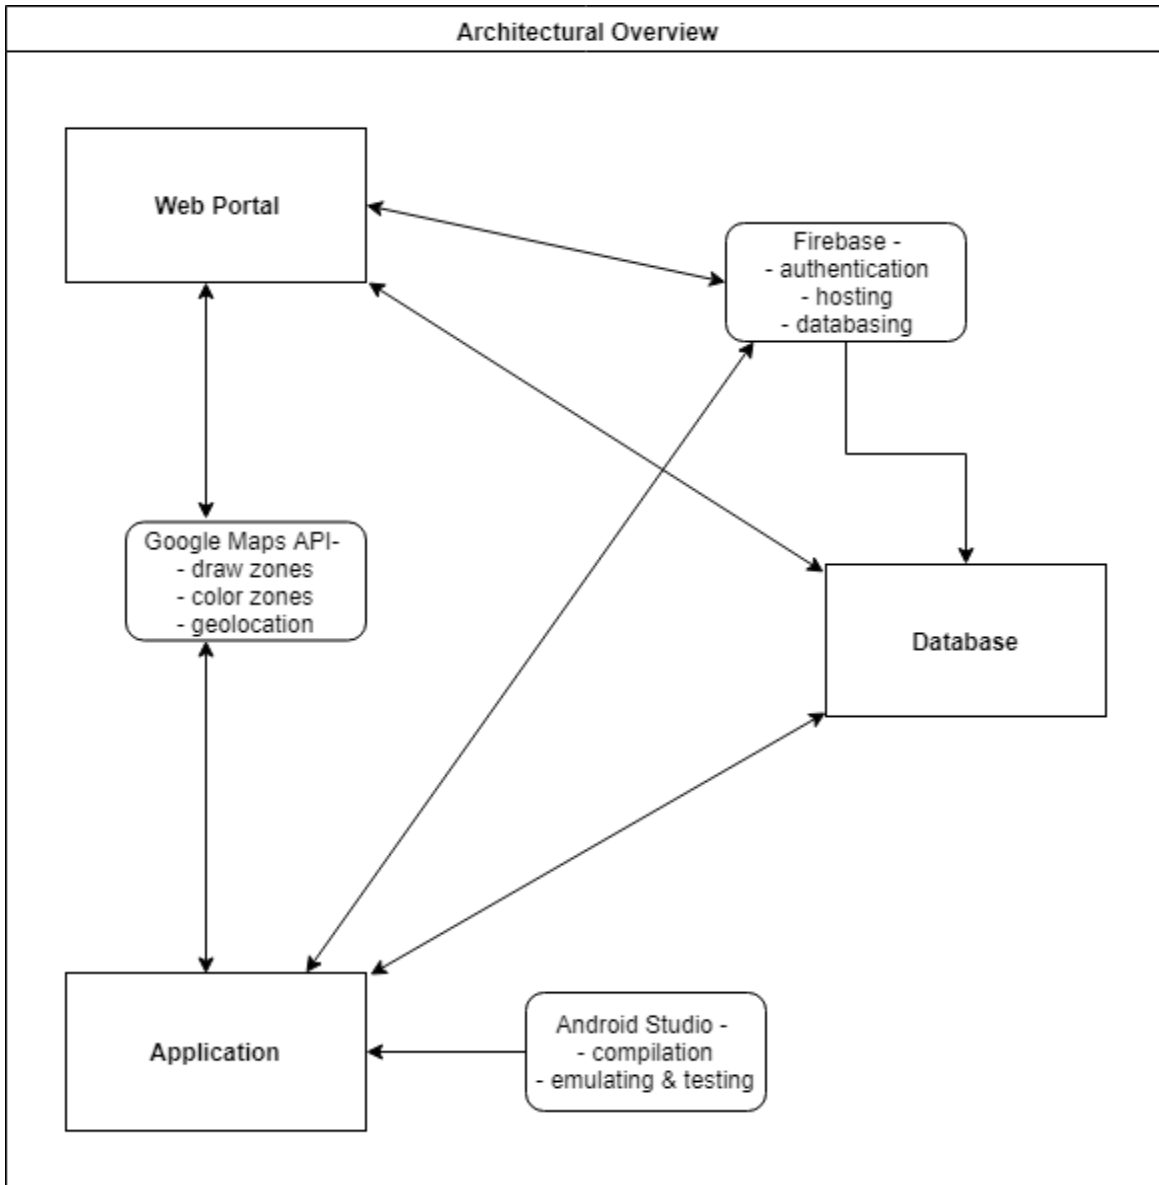 Architectural Overview
Web Portal
Firebase -
- authentication
- hosting
- databasing
Google Maps API-
- draw zones
- color zones
- geolocation
Database
Application
Android Studio -
- compilation
- emulating & testing